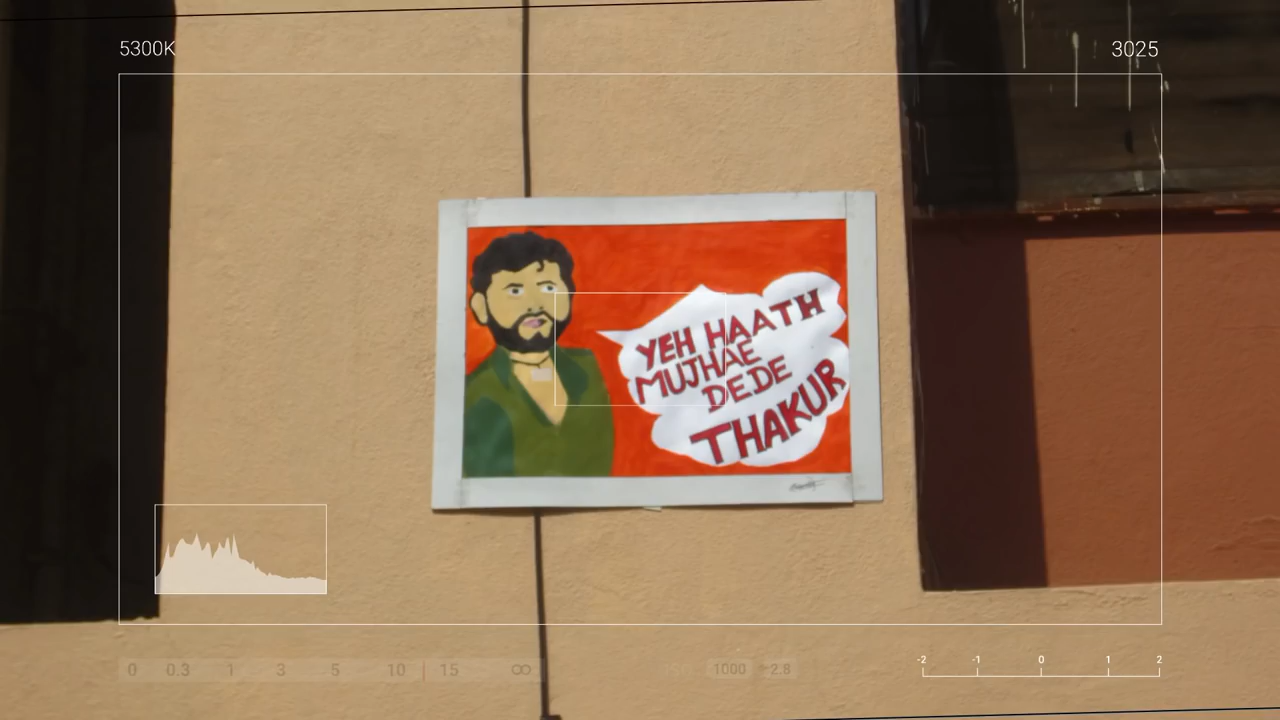 5300K
3025
YEH HAATH
MUJHAE
DEDE
THAKUR
0 0.3 1 3 5 10 15 ∞
1000 2.8
-2 -1 0 1 2